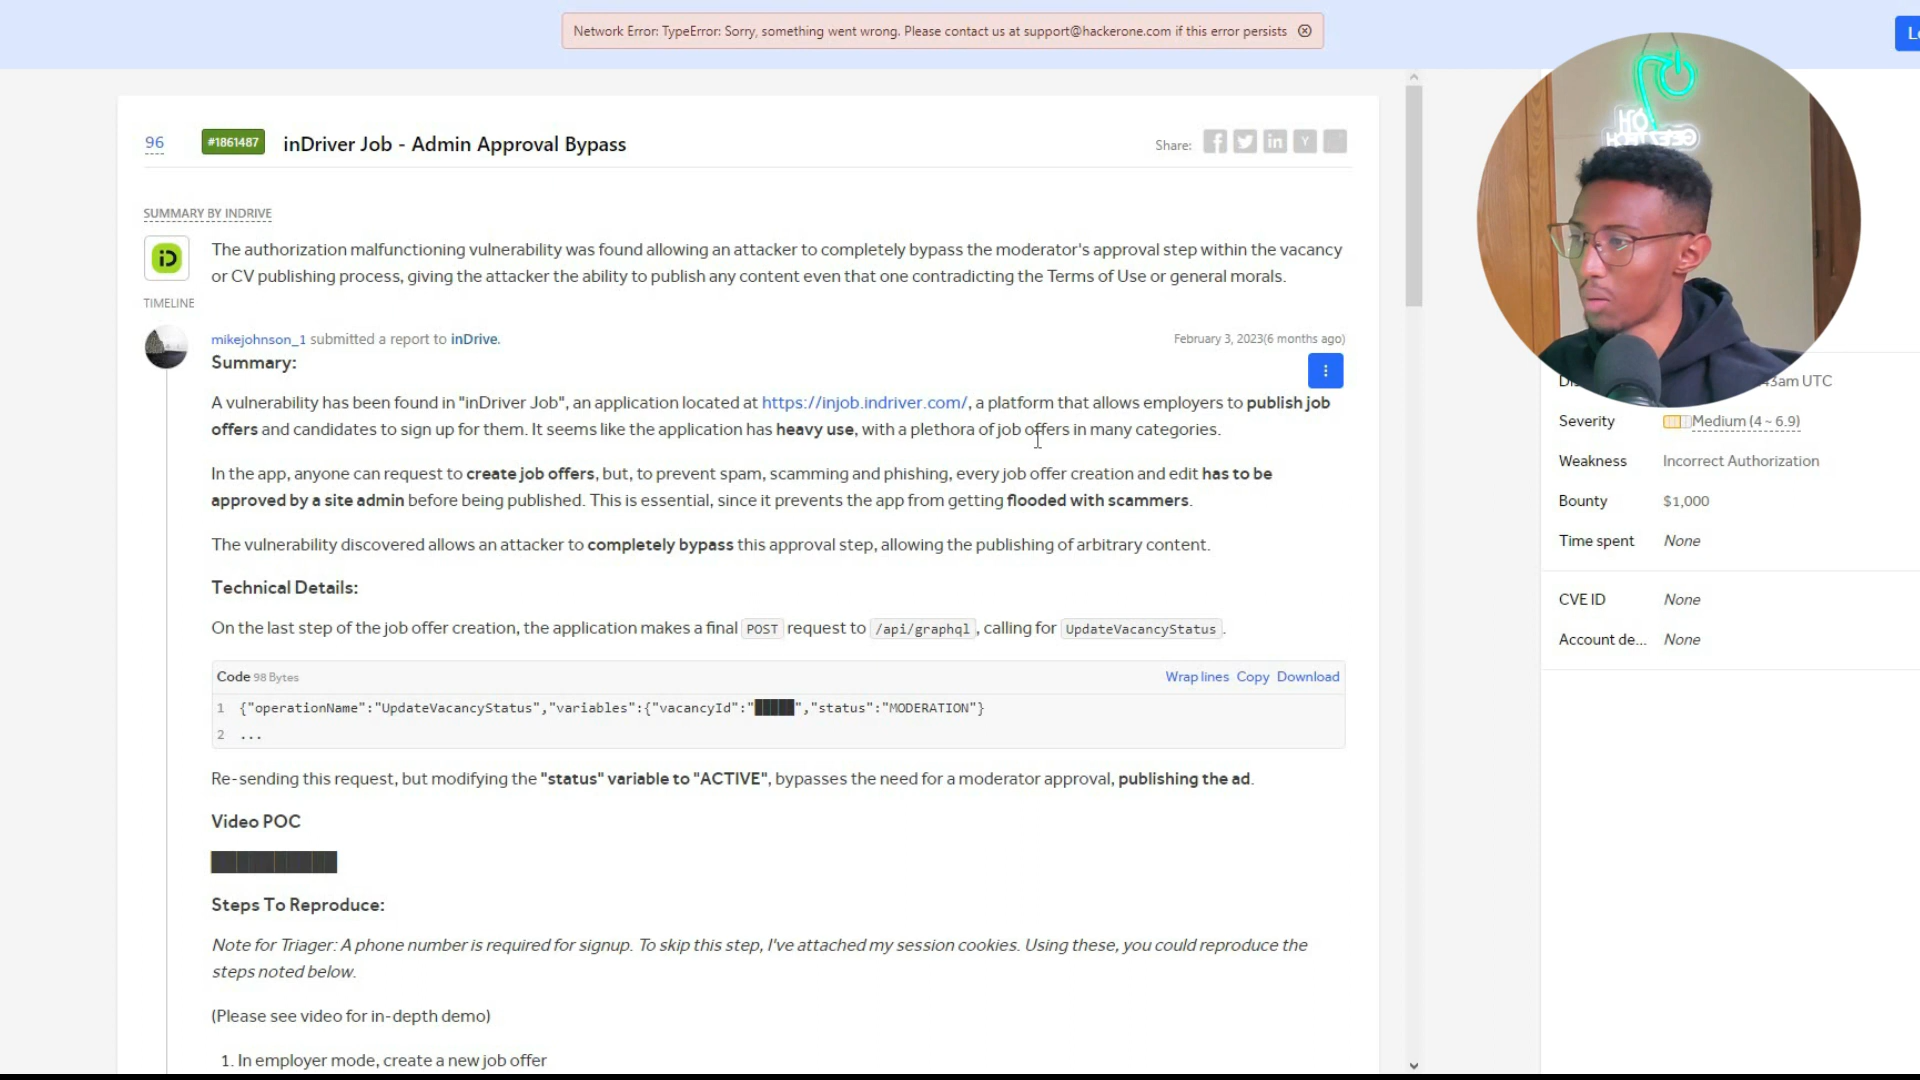 Network Error: TypeError: Sorry, something went wrong. Please contact us at support@hackerone.com if this error persists
96
#1861487
inDriver Job - Admin Approval Bypass
Share:
SUMMARY BY INDRIVE
The authorization malfunctioning vulnerability was found allowing an attacker to completely bypass the moderator's approval step within the vacancy
or CV publishing process, giving the attacker the ability to publish any content even that one contradicting the Terms of Use or general morals.
TIMELINE
mikejohnson_1 submitted a report to inDrive.
February 3, 2023(6 months ago)
Summary:
A vulnerability has been found in "inDriver Job", an application located at https://injob.indriver.com/, a platform that allows employers to publish job
offers and candidates to sign up for them. It seems like the application has heavy use, with a plethora of job offers in many categories.
In the app, anyone can request to create job offers, but, to prevent spam, scamming and phishing, every job offer creation and edit has to be
approved by a site admin before being published. This is essential, since it prevents the app from getting flooded with scammers.
The vulnerability discovered allows an attacker to completely bypass this approval step, allowing the publishing of arbitrary content.
Technical Details:
On the last step of the job offer creation, the application makes a final POST request to /api/graphql, calling for UpdateVacancyStatus.
Code 98 Bytes
Wrap lines Copy Download
1 {"operationName":"UpdateVacancyStatus","variables":{"vacancyId":"█████","status":"MODERATION"}
2 ...
Re-sending this request, but modifying the "status" variable to "ACTIVE", bypasses the need for a moderator approval, publishing the ad.
Video POC
██████████
Steps To Reproduce:
Note for Triager: A phone number is required for signup. To skip this step, I've attached my session cookies. Using these, you could reproduce the
steps noted below.
(Please see video for in-depth demo)
1. In employer mode, create a new job offer
3am UTC
Severity
Medium (4 ~ 6.9)
Weakness
Incorrect Authorization
Bounty
$1,000
Time spent
None
CVE ID
None
Account de...
None